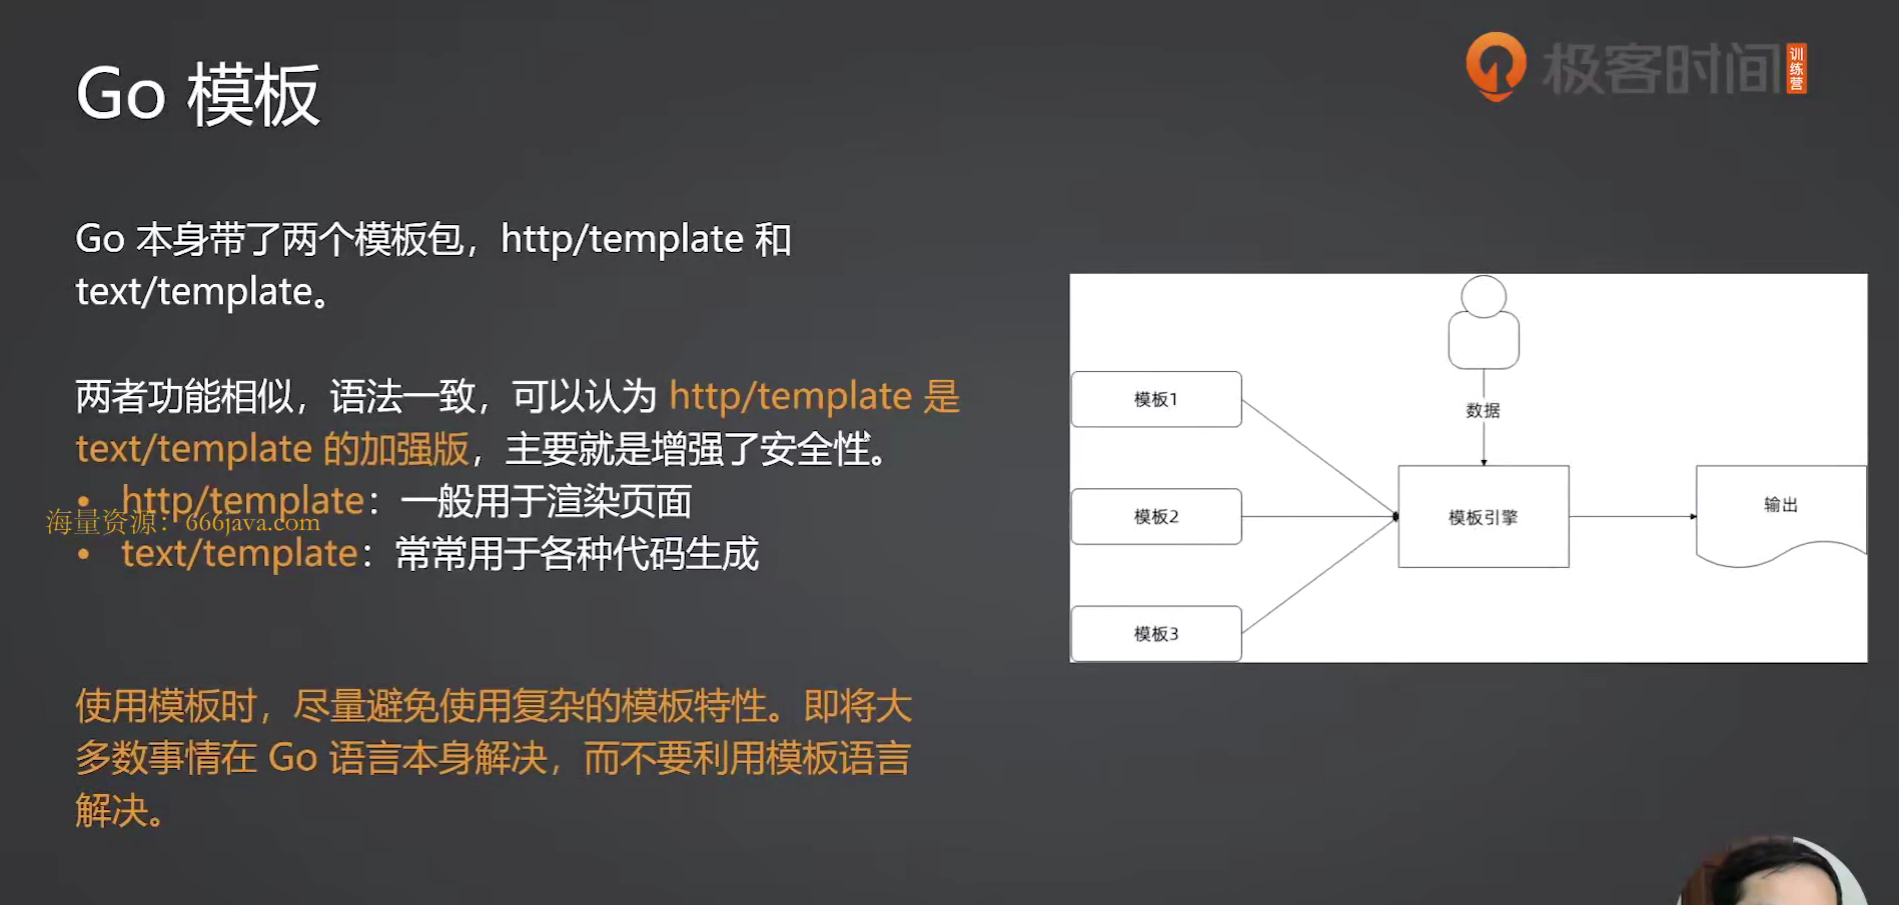 Go 模板
极客时间
训练营
Go 本身带了两个模板包，http/template 和
text/template。
两者功能相似，语法一致，可以认为 http/template 是
text/template 的加强版，主要就是增强了安全性。
• http/template：一般用于渲染页面
海量资源：666java.com
• text/template：常常用于各种代码生成
使用模板时，尽量避免使用复杂的模板特性。即将大
多数事情在 Go 语言本身解决，而不要利用模板语言
解决。
数据
模板1
模板2
模板引擎
输出
模板3